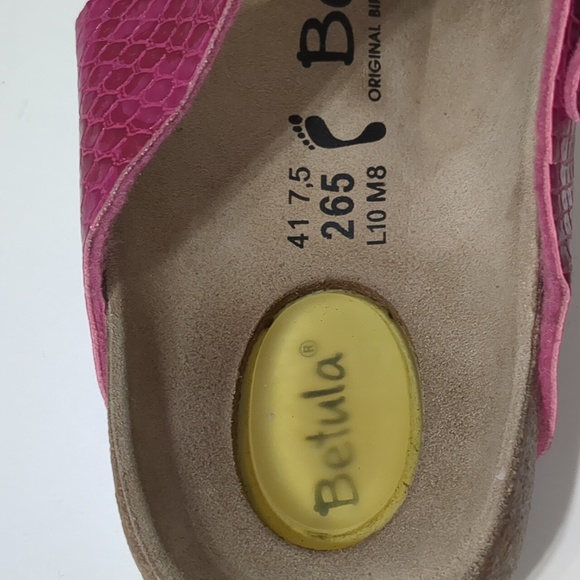 Be
ORIGINAL BI
41 7,5
265
L10 M8
Betula®